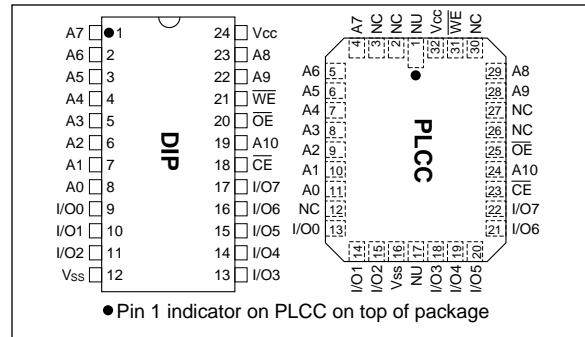 A7 1 24 Vcc
A6 2 23 A8
A5 3 22 A9
A4 4 21 WE
A3 5 20 OE
A2 6 19 A10
A1 7 18 CE
A0 8 17 I/O7
I/O0 9 16 I/O6
I/O1 10 15 I/O5
I/O2 11 14 I/O4
VSS 12 13 I/O3
DIP
A7 NC NC NU Vcc WE NC
4 3 2 1 32 31 30
A6 5 29 A8
A5 6 28 A9
A4 7 27 NC
A3 8 26 NC
A2 9 25 OE
A1 10 24 A10
A0 11 23 CE
NC 12 22 I/O7
I/O0 13 21 I/O6
PLCC
14 15 16 17 18 19 20
I/O1 I/O2 Vss NU I/O3 I/O4 I/O5
● Pin 1 indicator on PLCC on top of package